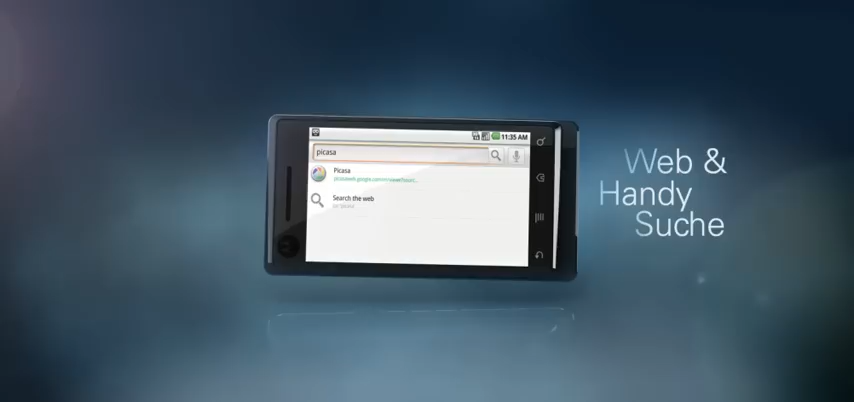 11:35 AM
picasa
Picasa
Search the web
Web &
Handy
Suche